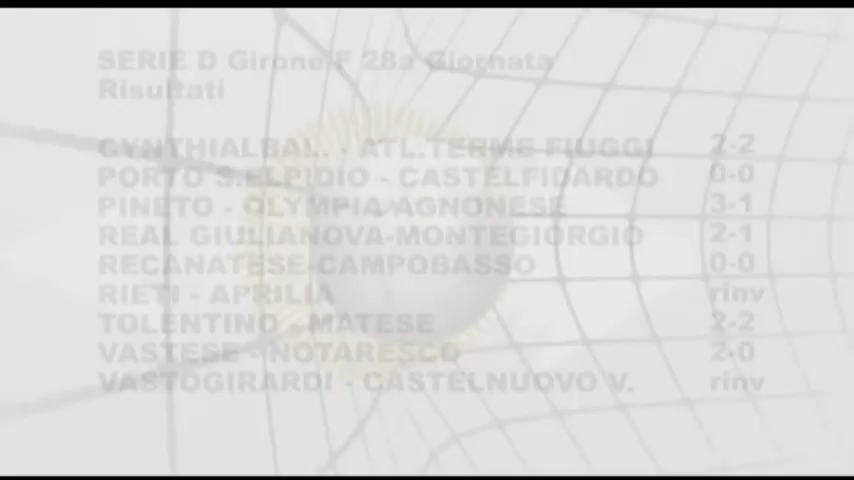 SERIE D Girone F 28a Giornata
Risultati
CYNTHIALBAL. - ATL.TERME FIUGGI 2-2
PORTO S.ELPIDIO - CASTELFIDARDO 0-0
PINETO - OLYMPIA AGNONESE 3-1
REAL GIULIANOVA-MONTEGIORGIO 2-1
RECANATESE-CAMPOBASSO 0-0
RIETI - APRILIA rinv
TOLENTINO - MATESE 2-2
VASTESE - NOTARESCO 2-0
VASTOGIRARDI - CASTELNUOVO V. rinv